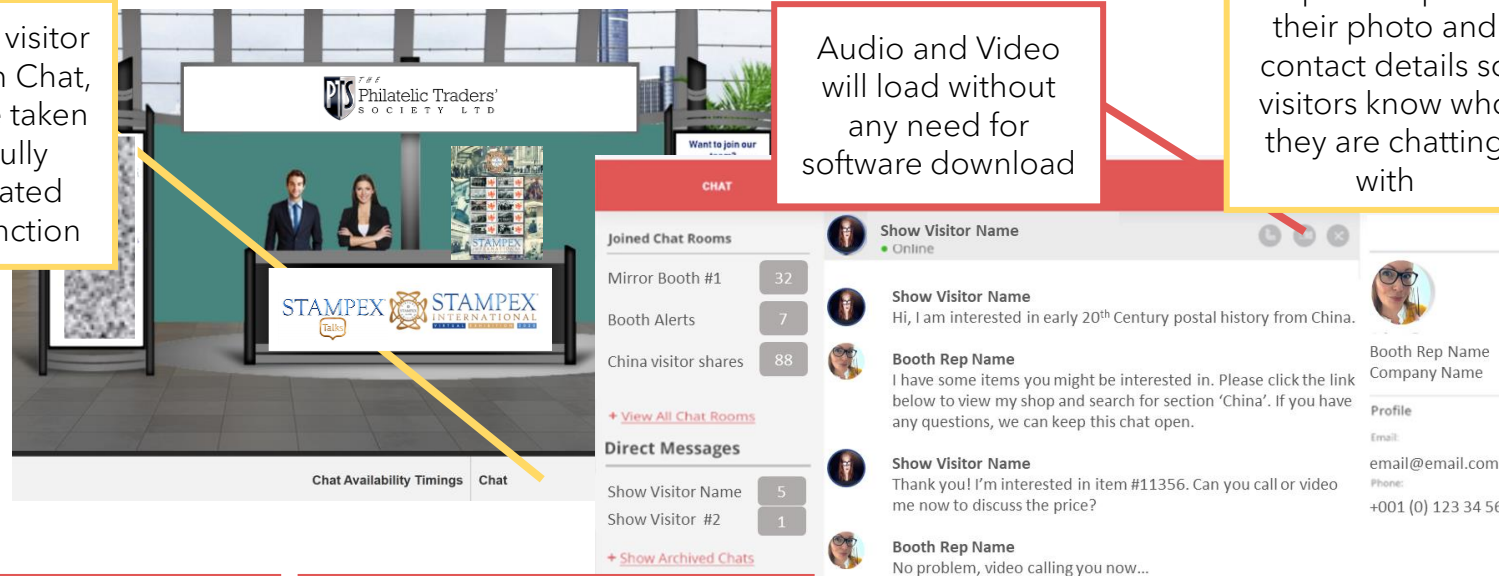 visitor
Chat,
taken
ully
ated
nction
THE
PTS Philatelic Traders'
SOCIETY LTD
Want to join our
STAMPEX
STAMPEX
Talks
STAMPEX
INTERNATIONAL
VIRTUAL EXHIBITION
Chat Availability Timings
Chat
Audio and Video
will load without
any need for
software download
their photo and
contact details so
visitors know who
they are chatting
with
CHAT
Joined Chat Rooms
Mirror Booth #1 32
Booth Alerts 7
China visitor shares 88
+ View All Chat Rooms
Direct Messages
Show Visitor Name 5
Show Visitor #2 1
+ Show Archived Chats
Show Visitor Name
Online
Show Visitor Name
Hi, I am interested in early 20th Century postal history from China.
Booth Rep Name
I have some items you might be interested in. Please click the link
below to view my shop and search for section ‘China’. If you have
any questions, we can keep this chat open.
Show Visitor Name
Thank you! I’m interested in item #11356. Can you call or video
me now to discuss the price?
Booth Rep Name
No problem, video calling you now...
Booth Rep Name
Company Name
Profile
Email:
email@email.com
Phone:
+001 (0) 123 34 56